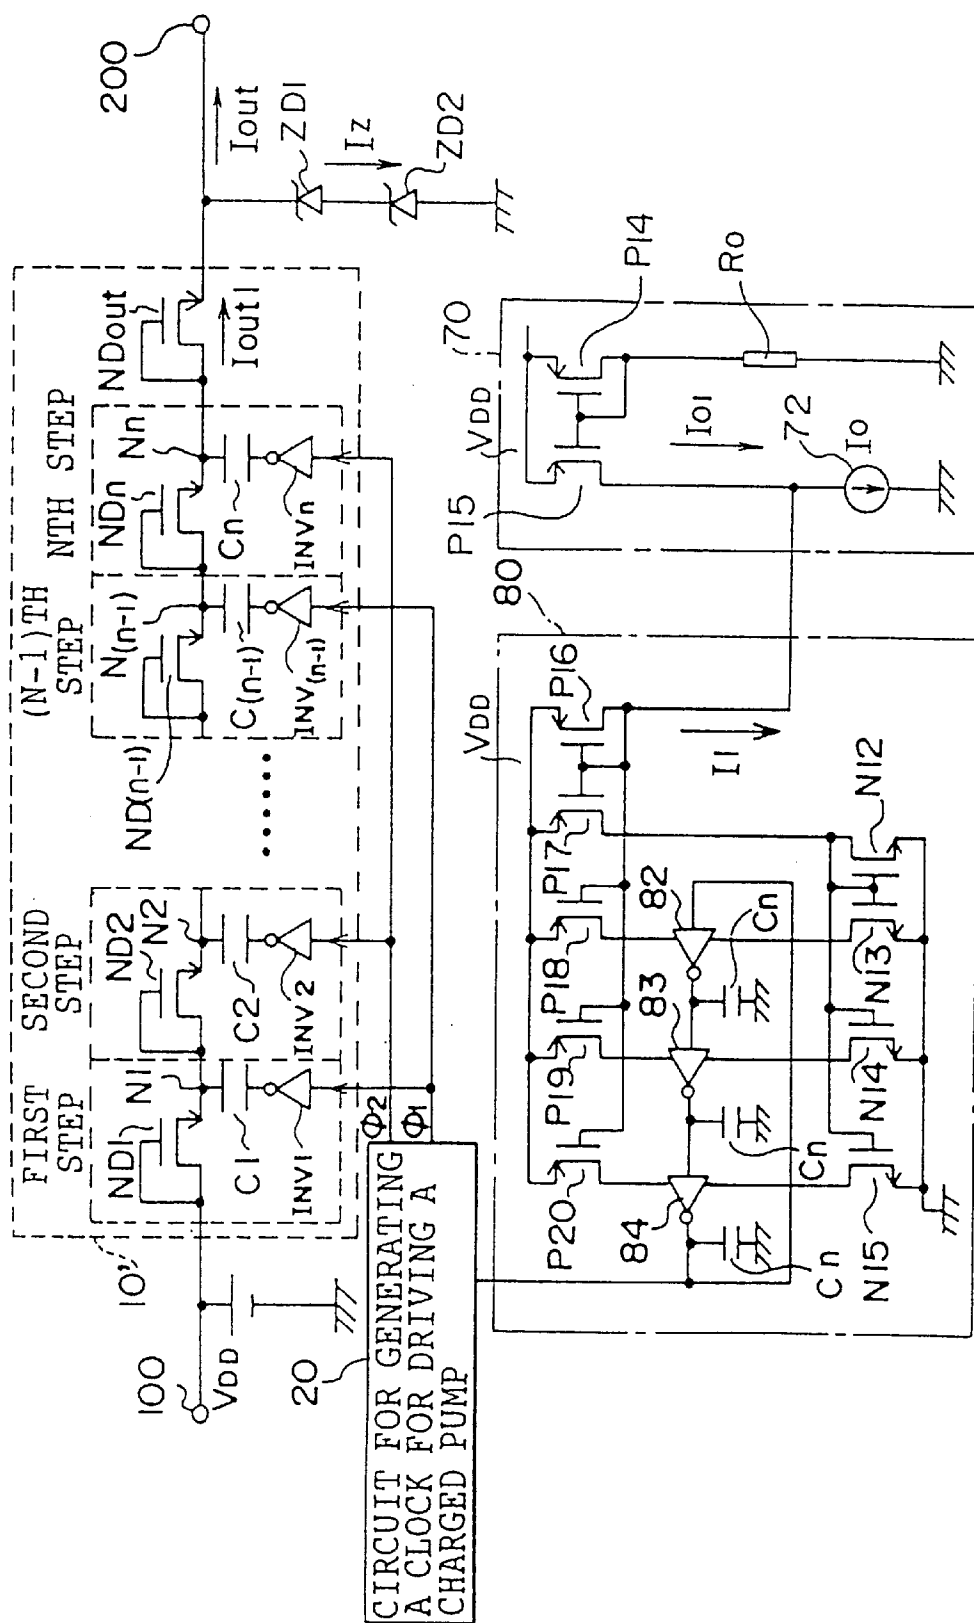 FIRST
STEP
SECOND
STEP
(N-1)TH
STEP
NTH STEP
ND1
N1
ND2
N2
ND(n-1)
N(n-1)
NDn
Nn
NDout
Iout1
Iout
200
ZD1
Iz
ZD2
C1
INV1
C2
INV2
C(n-1)
INV(n-1)
Cn
INVn
10'
100
VDD
Φ2
Φ1
20
CIRCUIT FOR GENERATING
A CLOCK FOR DRIVING A
CHARGED PUMP
80
VDD
P20
P19
P18
P17
P16
I1
84
83
82
Cn
Cn
Cn
N15
N14
N13
N12
70
VDD
P15
P14
I01
R0
72
I0